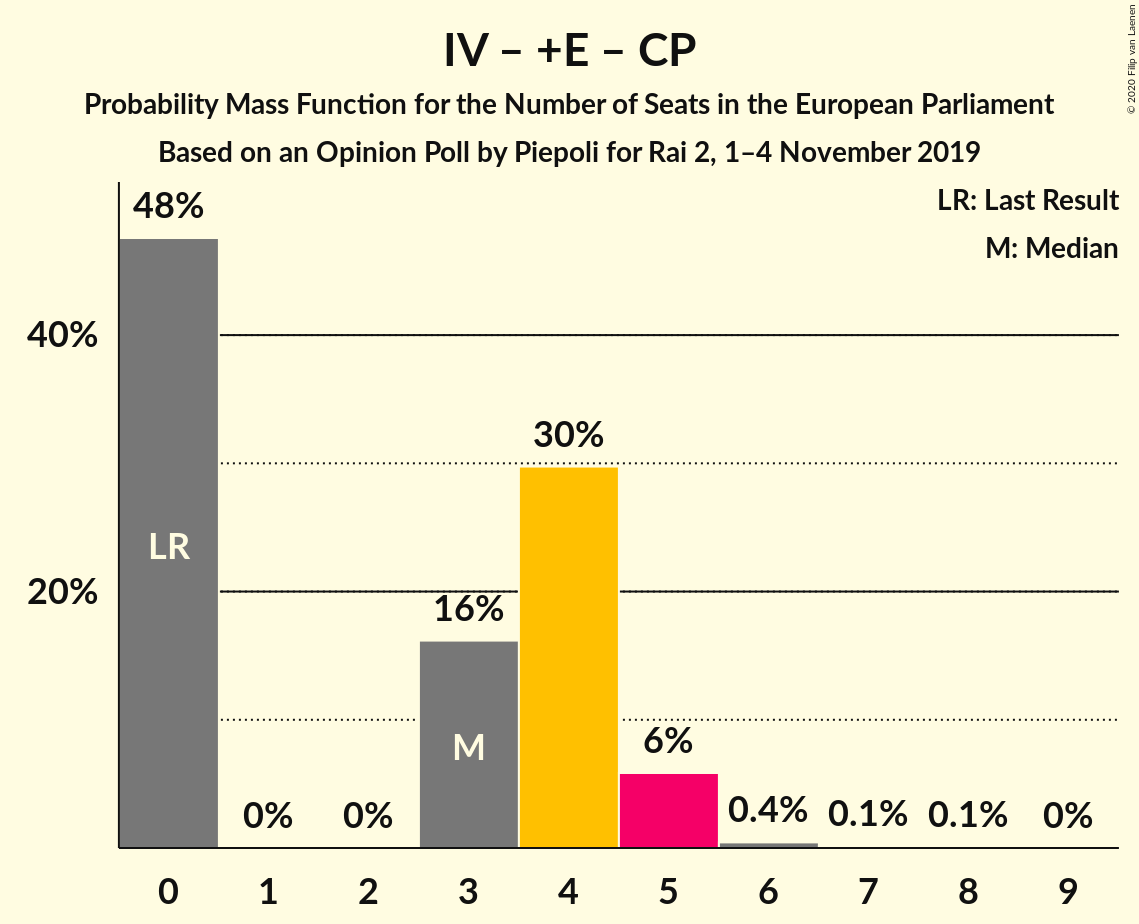 IV – +E – CP
Probability Mass Function for the Number of Seats in the European Parliament
Based on an Opinion Poll by Piepoli for Rai 2, 1–4 November 2019
© 2020 Filip van Laenen
LR: Last Result
M: Median
48%
40%
30%
20%
16%
6%
0%
0%
0.4%
0.1%
0.1%
0%
LR
M
0 1 2 3 4 5 6 7 8 9